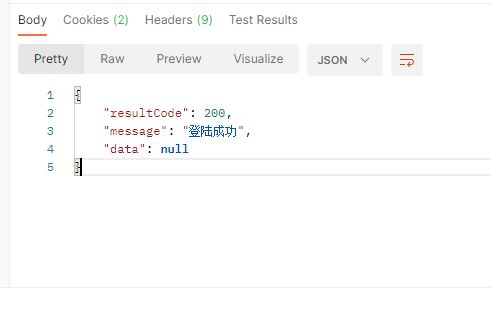 Body Cookies (2) Headers (9) Test Results
Pretty Raw Preview Visualize JSON
1 {
2 "resultCode": 200,
3 "message": "登陆成功",
4 "data": null
5 }